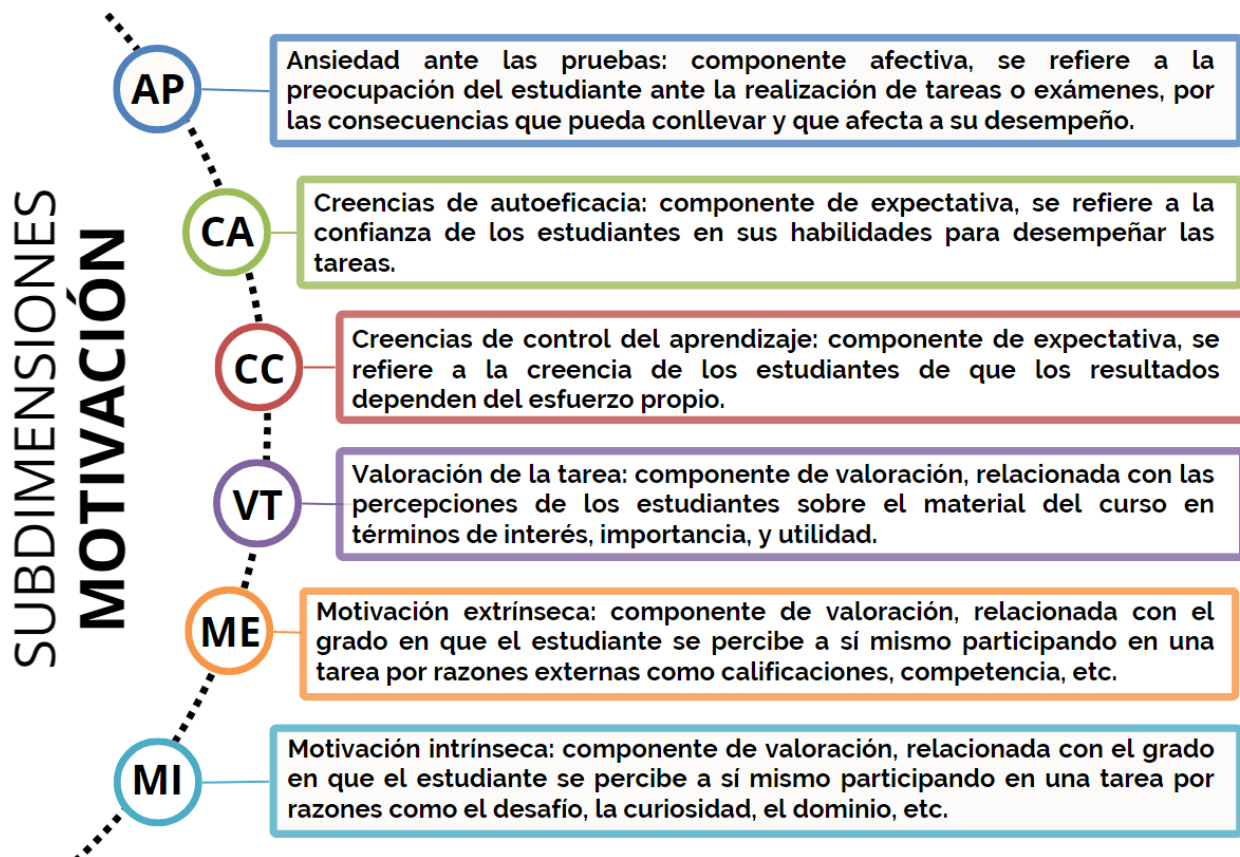 SUBDIMENSIONES
MOTIVACIÓN
AP
Ansiedad ante las pruebas: componente afectiva, se refiere a la
preocupación del estudiante ante la realización de tareas o exámenes, por
las consecuencias que pueda conllevar y que afecta a su desempeño.
CA
Creencias de autoeficacia: componente de expectativa, se refiere a la
confianza de los estudiantes en sus habilidades para desempeñar las
tareas.
CC
Creencias de control del aprendizaje: componente de expectativa, se
refiere a la creencia de los estudiantes de que los resultados
dependen del esfuerzo propio.
VT
Valoración de la tarea: componente de valoración, relacionada con las
percepciones de los estudiantes sobre el material del curso en
términos de interés, importancia, y utilidad.
ME
Motivación extrínseca: componente de valoración, relacionada con el
grado en que el estudiante se percibe a sí mismo participando en una
tarea por razones externas como calificaciones, competencia, etc.
MI
Motivación intrínseca: componente de valoración, relacionada con el grado
en que el estudiante se percibe a sí mismo participando en una tarea por
razones como el desafío, la curiosidad, el dominio, etc.